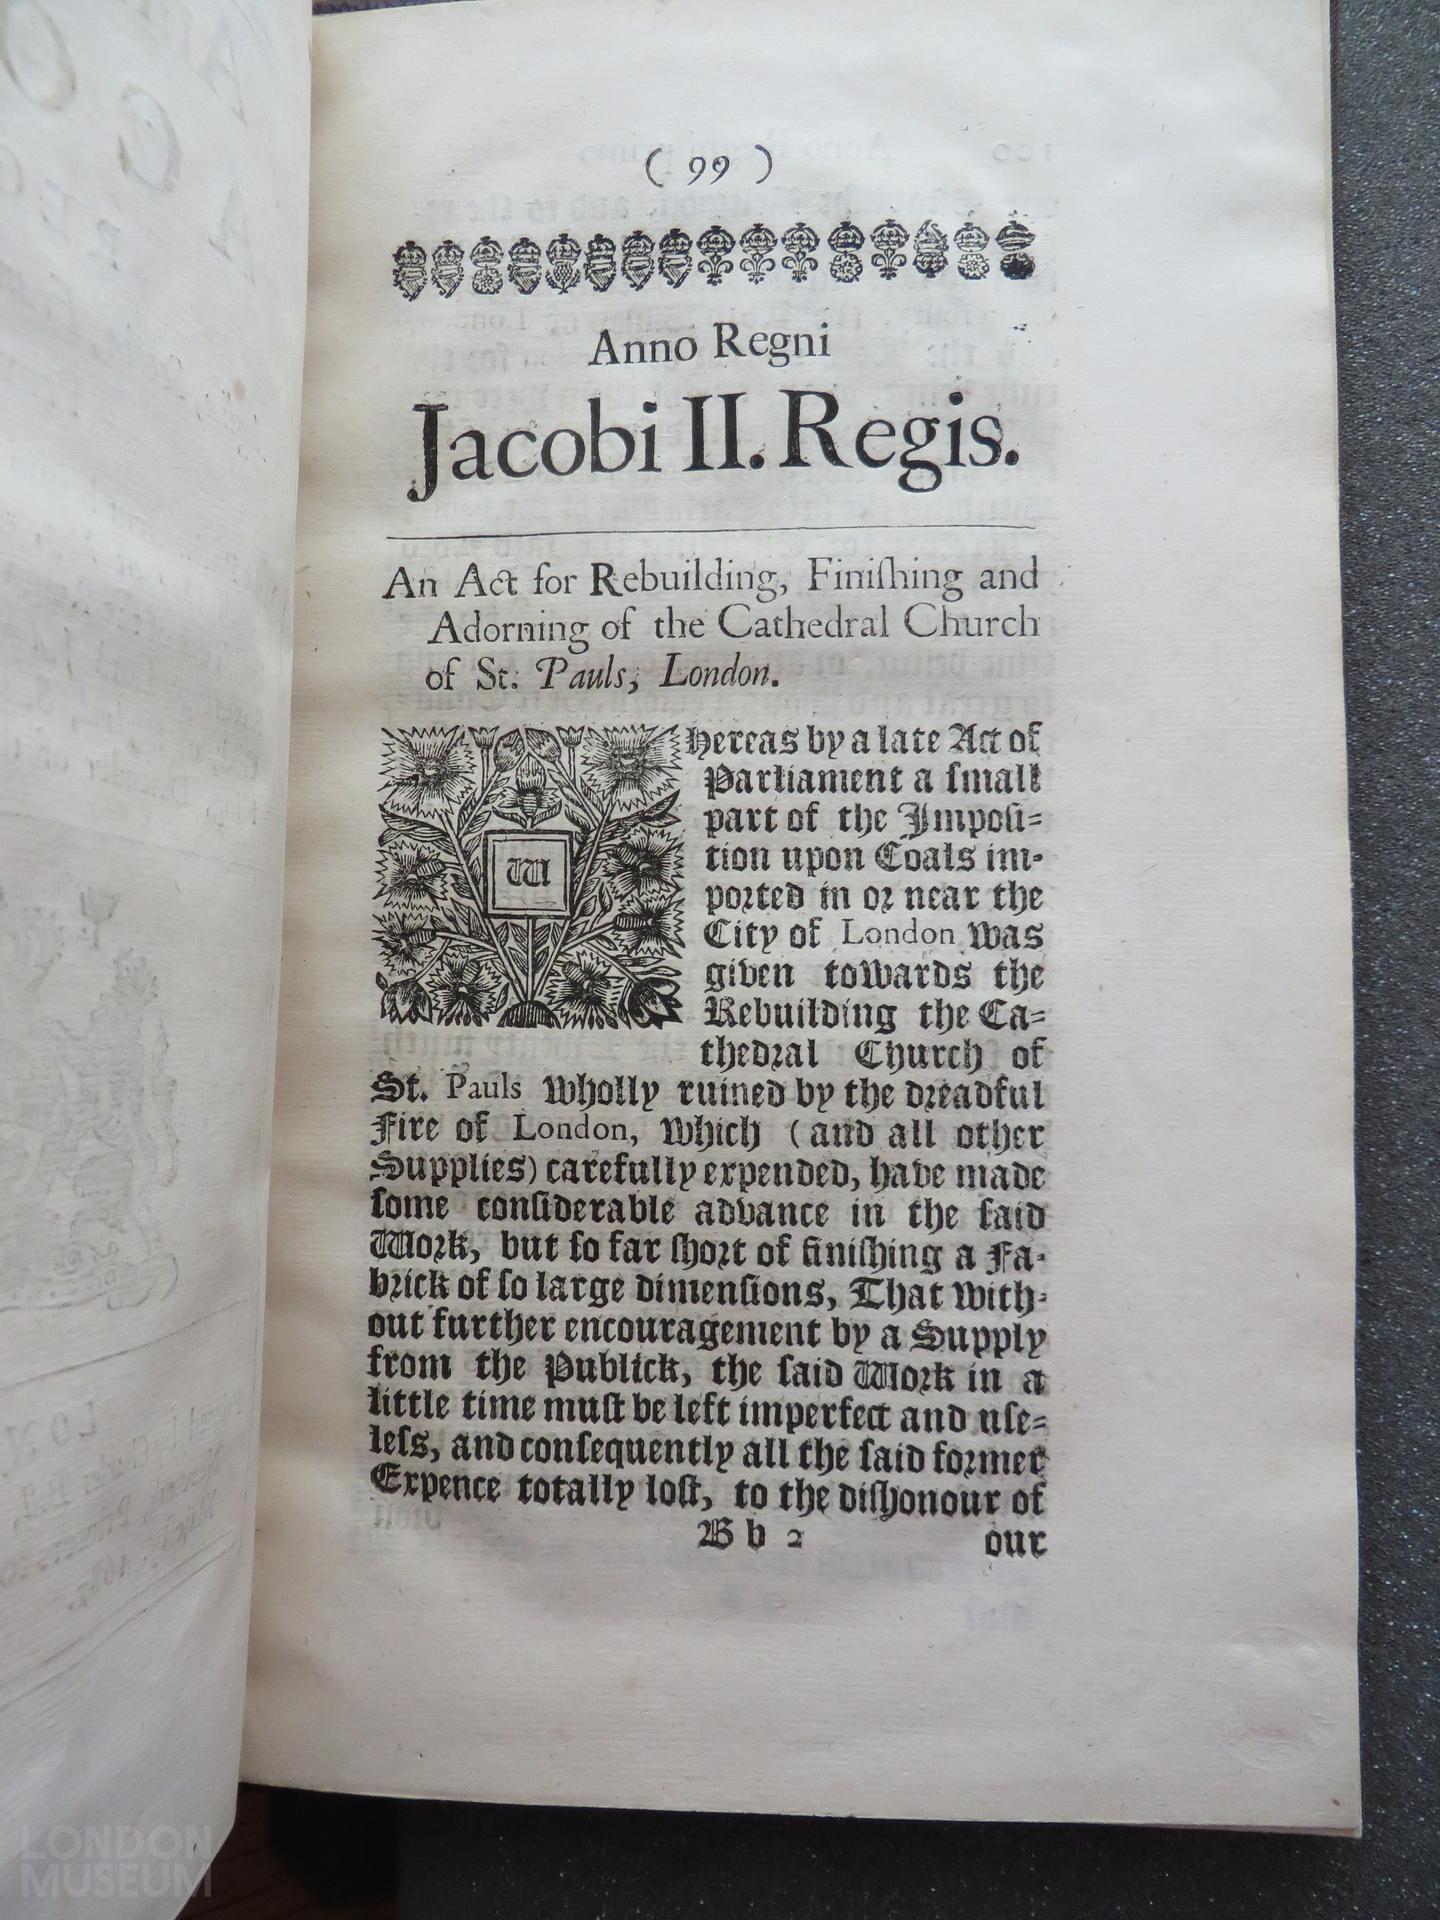 ( 99 )
Anno Regni
Jacobi II. Regis.
An Act for Rebuilding, Finiſhing and
Adorning of the Cathedral Church
of St. Pauls, London.
Whereas by a late Act of
Parliament a ſmall
part of the Impoſi=
tion upon Coals im-
ported in or near the
City of London was
given towards the
Rebuilding the Ca=
thedral Church of
St. Pauls wholly ruined by the dreadful
Fire of London, which (and all other
Supplies) carefully expended, have made
ſome conſiderable advance in the ſaid
Work, but ſo far ſhort of finiſhing a Fa-
brick of ſo large dimenſions, That with-
out further encouragement by a Supply
from the Publick, the ſaid Work in a
little time muſt be left imperfect and uſe=
leſs, and conſequently all the ſaid former
Expence totally loſt, to the diſhonour of
B b 2 our
LONDON
MUSEUM